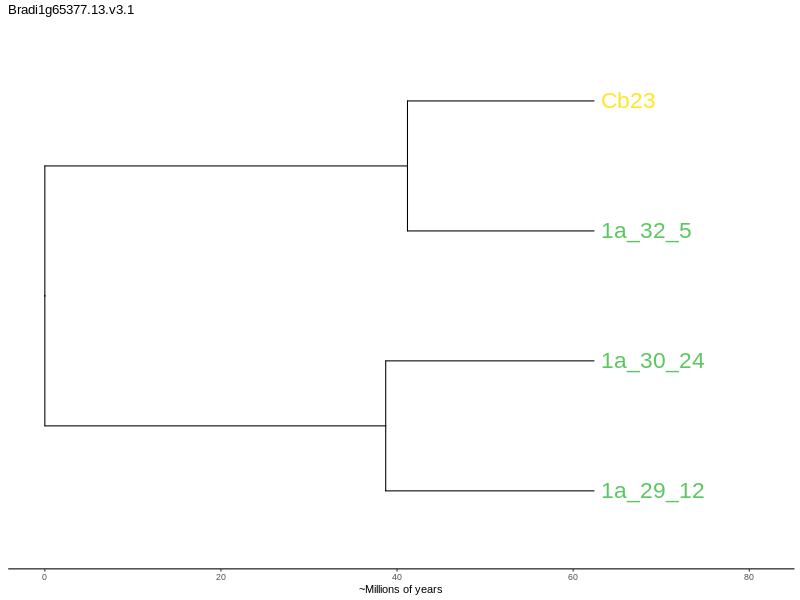 Bradi1g65377.13.v3.1
Cb23
1a_32_5
1a_30_24
1a_29_12
0 20 40 60 80
~Millions of years